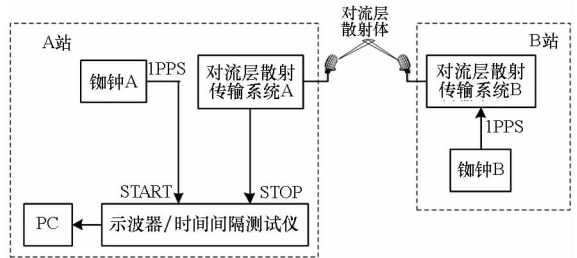 对流层
散射体
A站
B站
铷钟A
1PPS
对流层散射
传输系统A
对流层散射
传输系统B
1PPS
铷钟B
START
STOP
PC
示波器/时间间隔测试仪